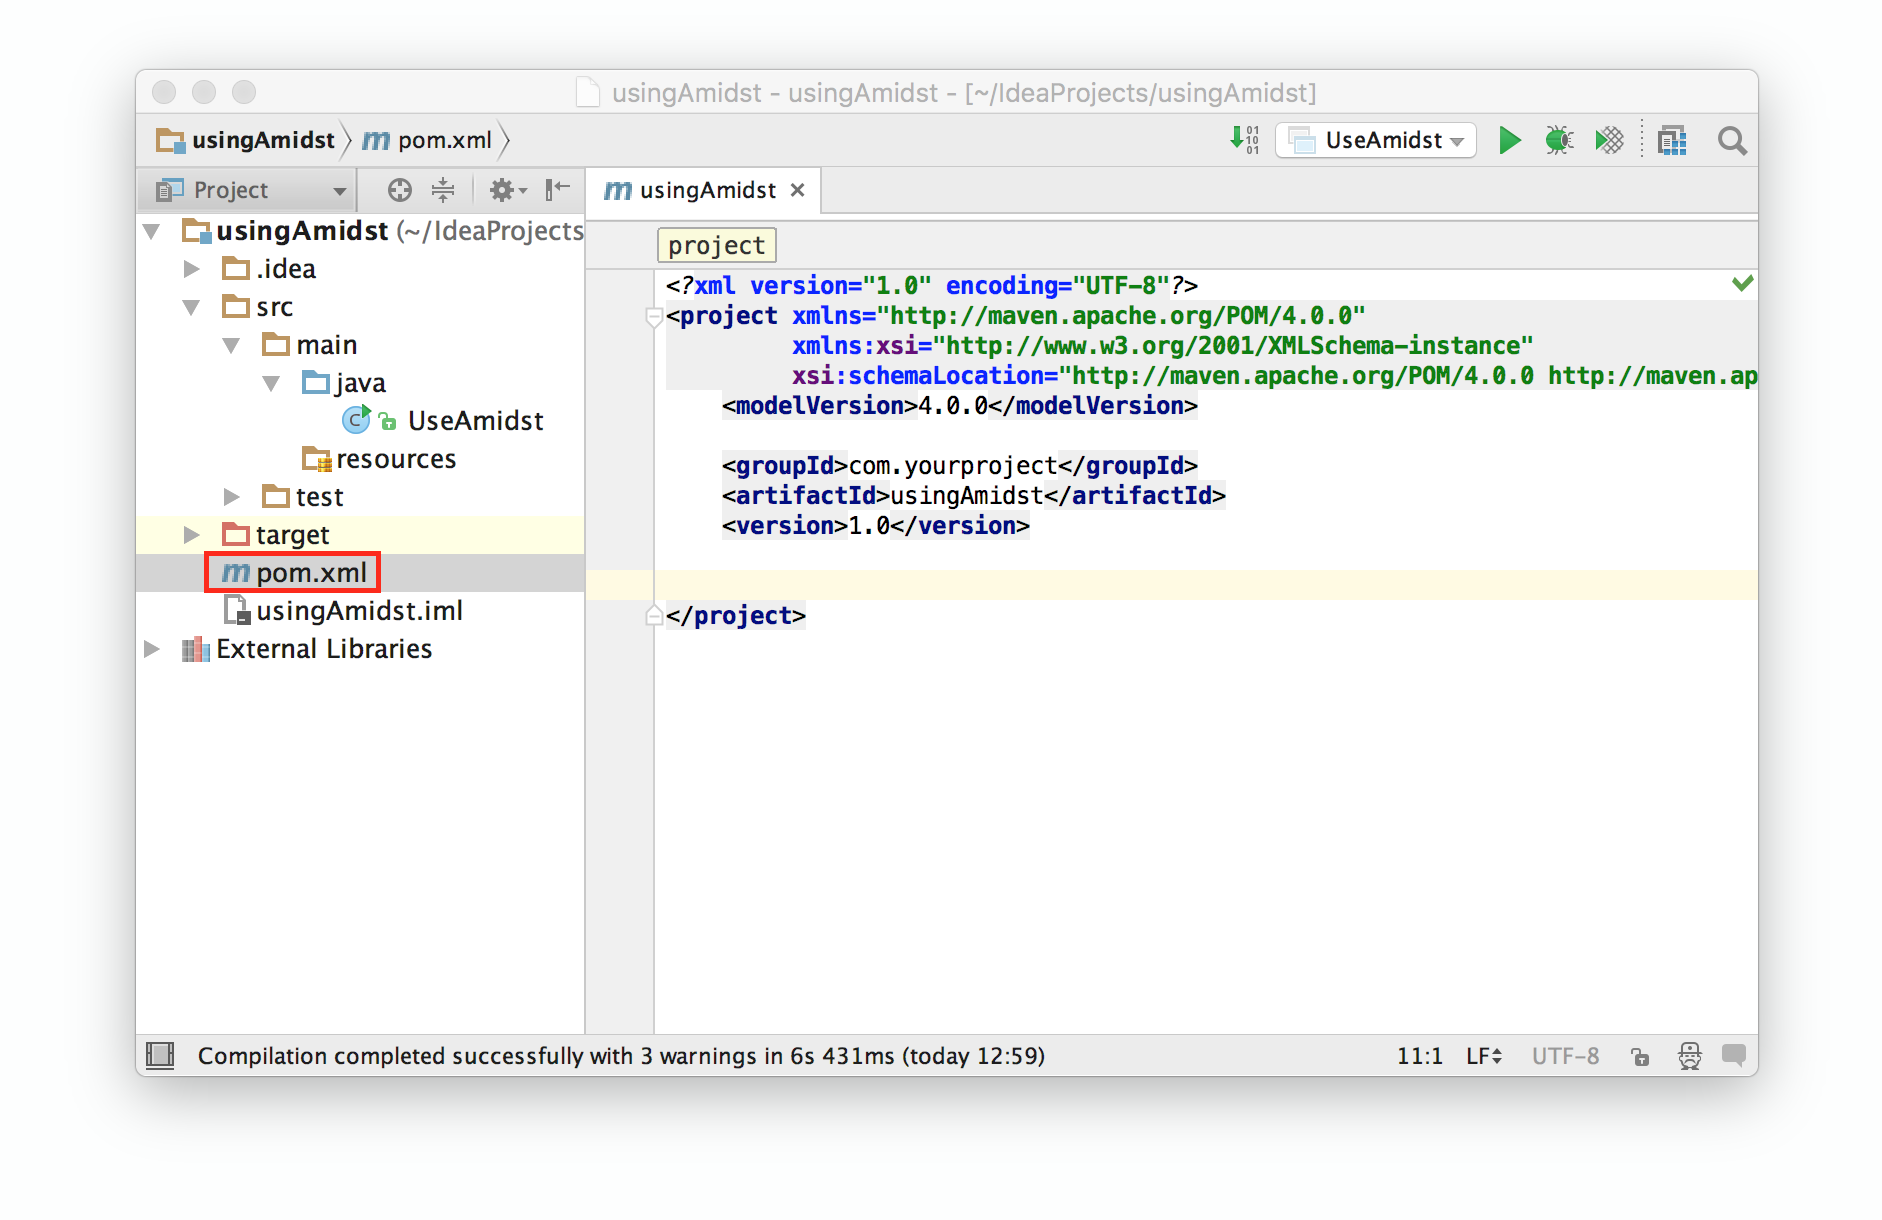 usingAmidst - usingAmidst - [~/IdeaProjects/usingAmidst]
usingAmidst
pom.xml
UseAmidst
Project
usingAmidst
usingAmidst (~/IdeaProjects
.idea
src
main
java
UseAmidst
resources
test
target
pom.xml
usingAmidst.iml
External Libraries
project
<?xml version="1.0" encoding="UTF-8"?>
<project xmlns="http://maven.apache.org/POM/4.0.0"
xmlns:xsi="http://www.w3.org/2001/XMLSchema-instance"
xsi:schemaLocation="http://maven.apache.org/POM/4.0.0 http://maven.ap
<modelVersion>4.0.0</modelVersion>
<groupId>com.yourproject</groupId>
<artifactId>usingAmidst</artifactId>
<version>1.0</version>
</project>
Compilation completed successfully with 3 warnings in 6s 431ms (today 12:59)
11:1
LF
UTF-8